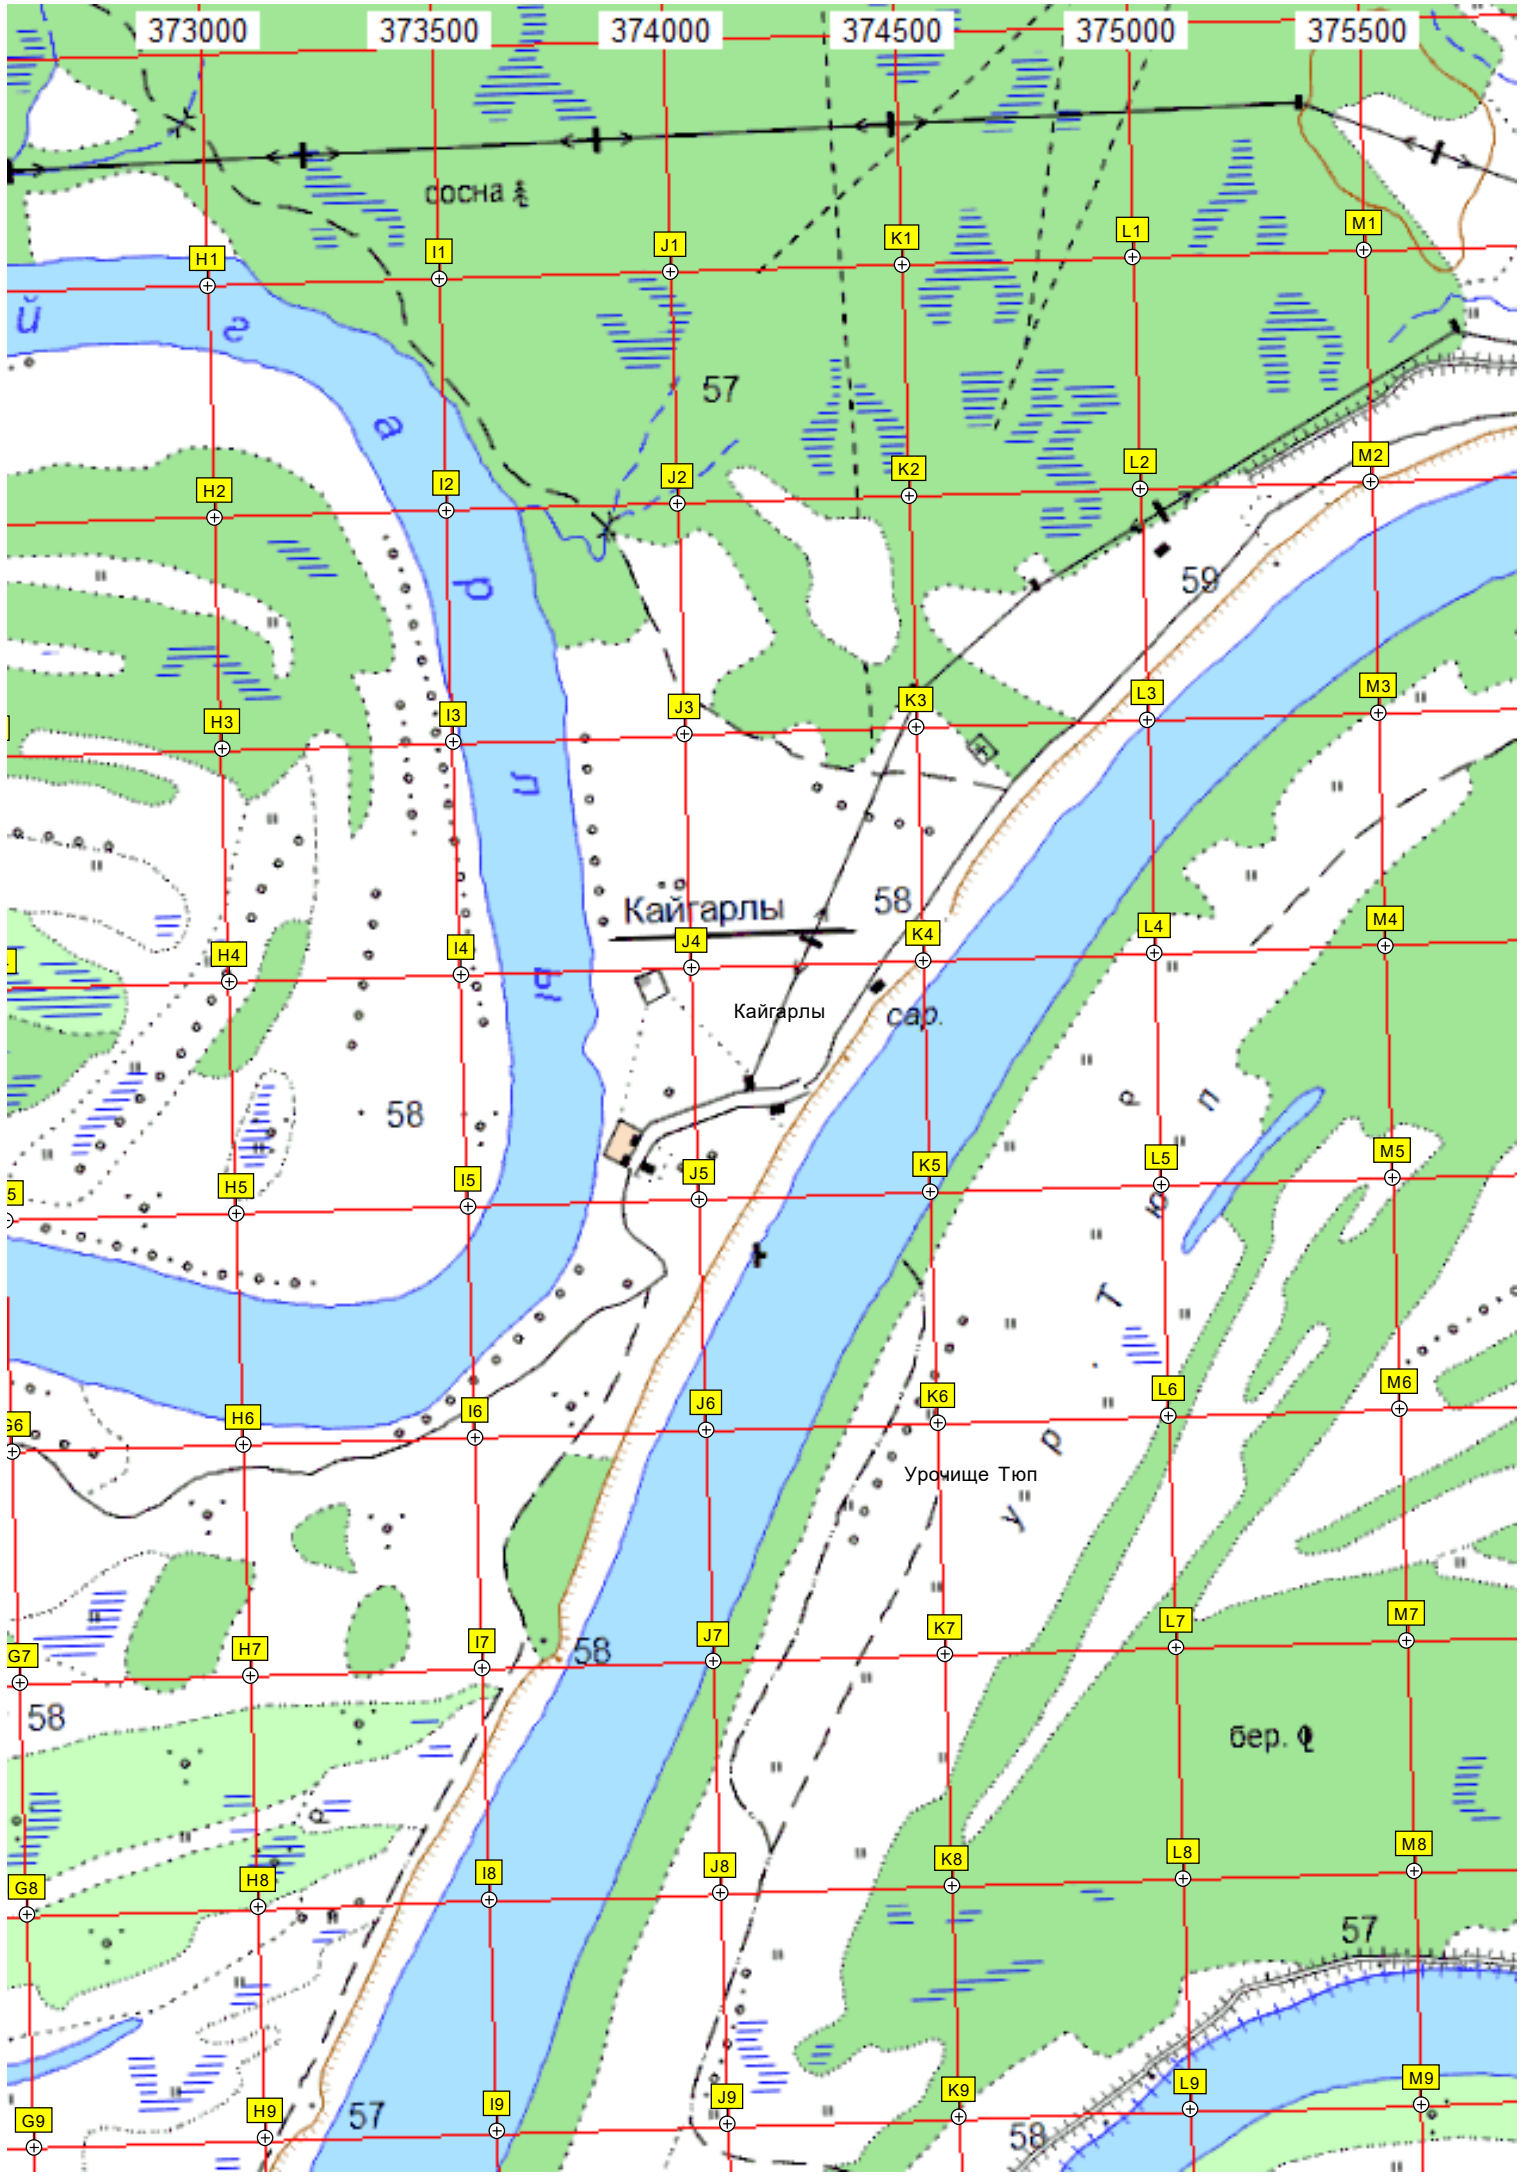 373000 373500 374000 374500 375000 375500
сосна
H1 I1 J1 K1 L1 M1
й s
57
а
H2 I2 J2 K2 L2 M2
р
59
H3 I3 J3 K3 L3 M3
л
58
Кайгарлы
H4 I4 J4 K4 L4 M4
ы
Кайгарлы
сар.
58
р п
5 H5 I5 J5 K5 L5 M5
ю
Т
G6 H6 I6 J6 K6 L6 M6
р
Урочище Тюп
У
G7 H7 I7 J7 K7 L7 M7
58
58
бер.
р
G8 H8 I8 J8 K8 L8 M8
57
G9 H9 I9 J9 K9 L9 M9
57
58